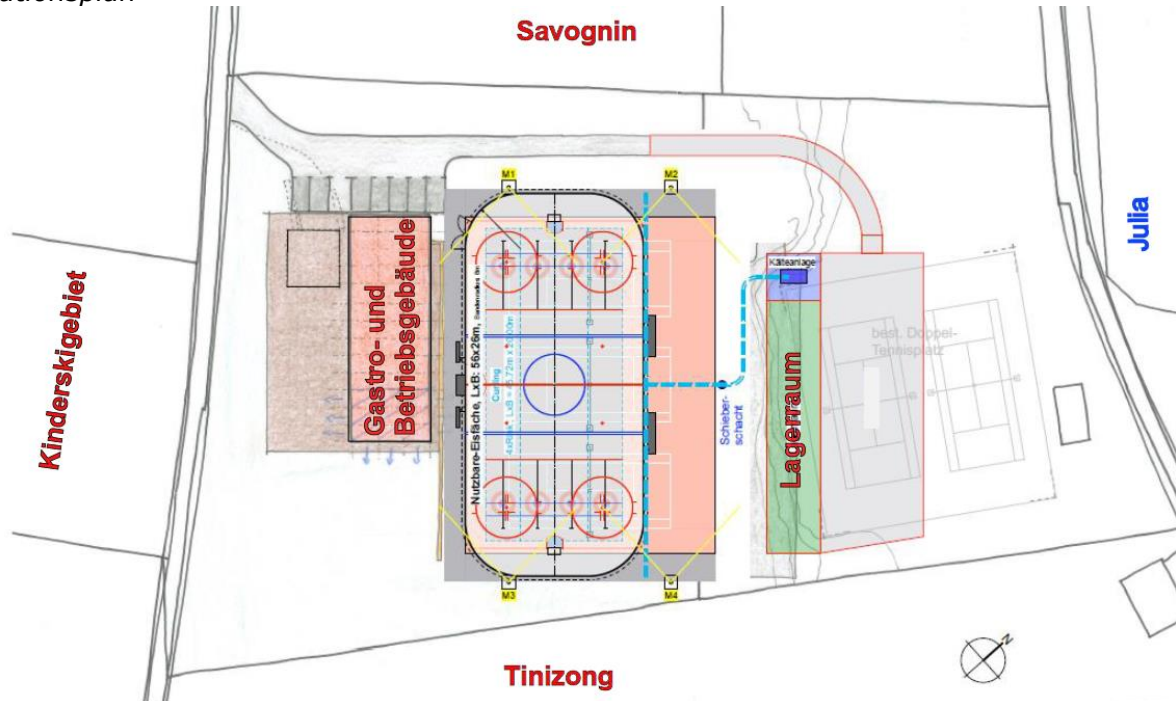 ationsplan
Savognin
Kinderskigebiet
Gastro- und
Betriebsgebäude
M1
M2
Nutzbare-Eisfläche, LxB: 56x26m,
Curling
Kälteanlage
Lagerraum
best. Doppel-
Tennisplatz
Schieber-
schacht
Julia
M3
M4
Tinizong
N